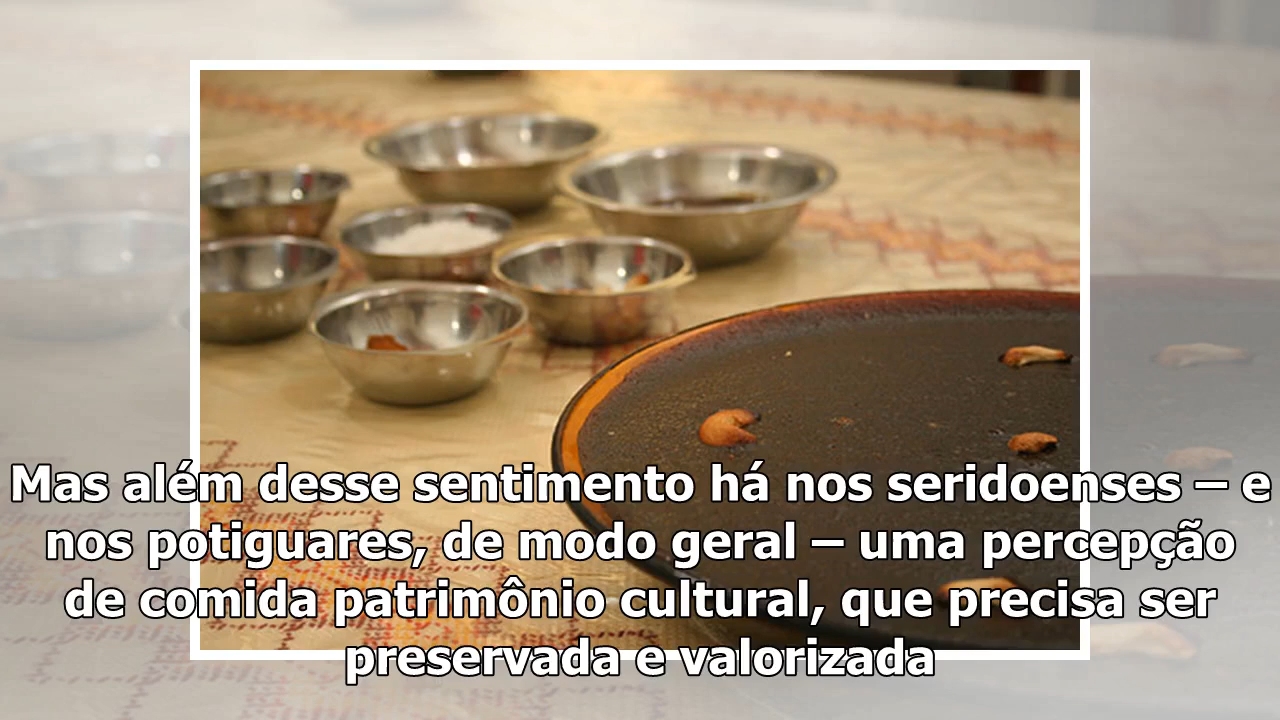 Mas além desse sentimento há nos seridoenses – e
nos potiguares, de modo geral – uma percepção
de comida patrimônio cultural, que precisa ser
preservada e valorizada